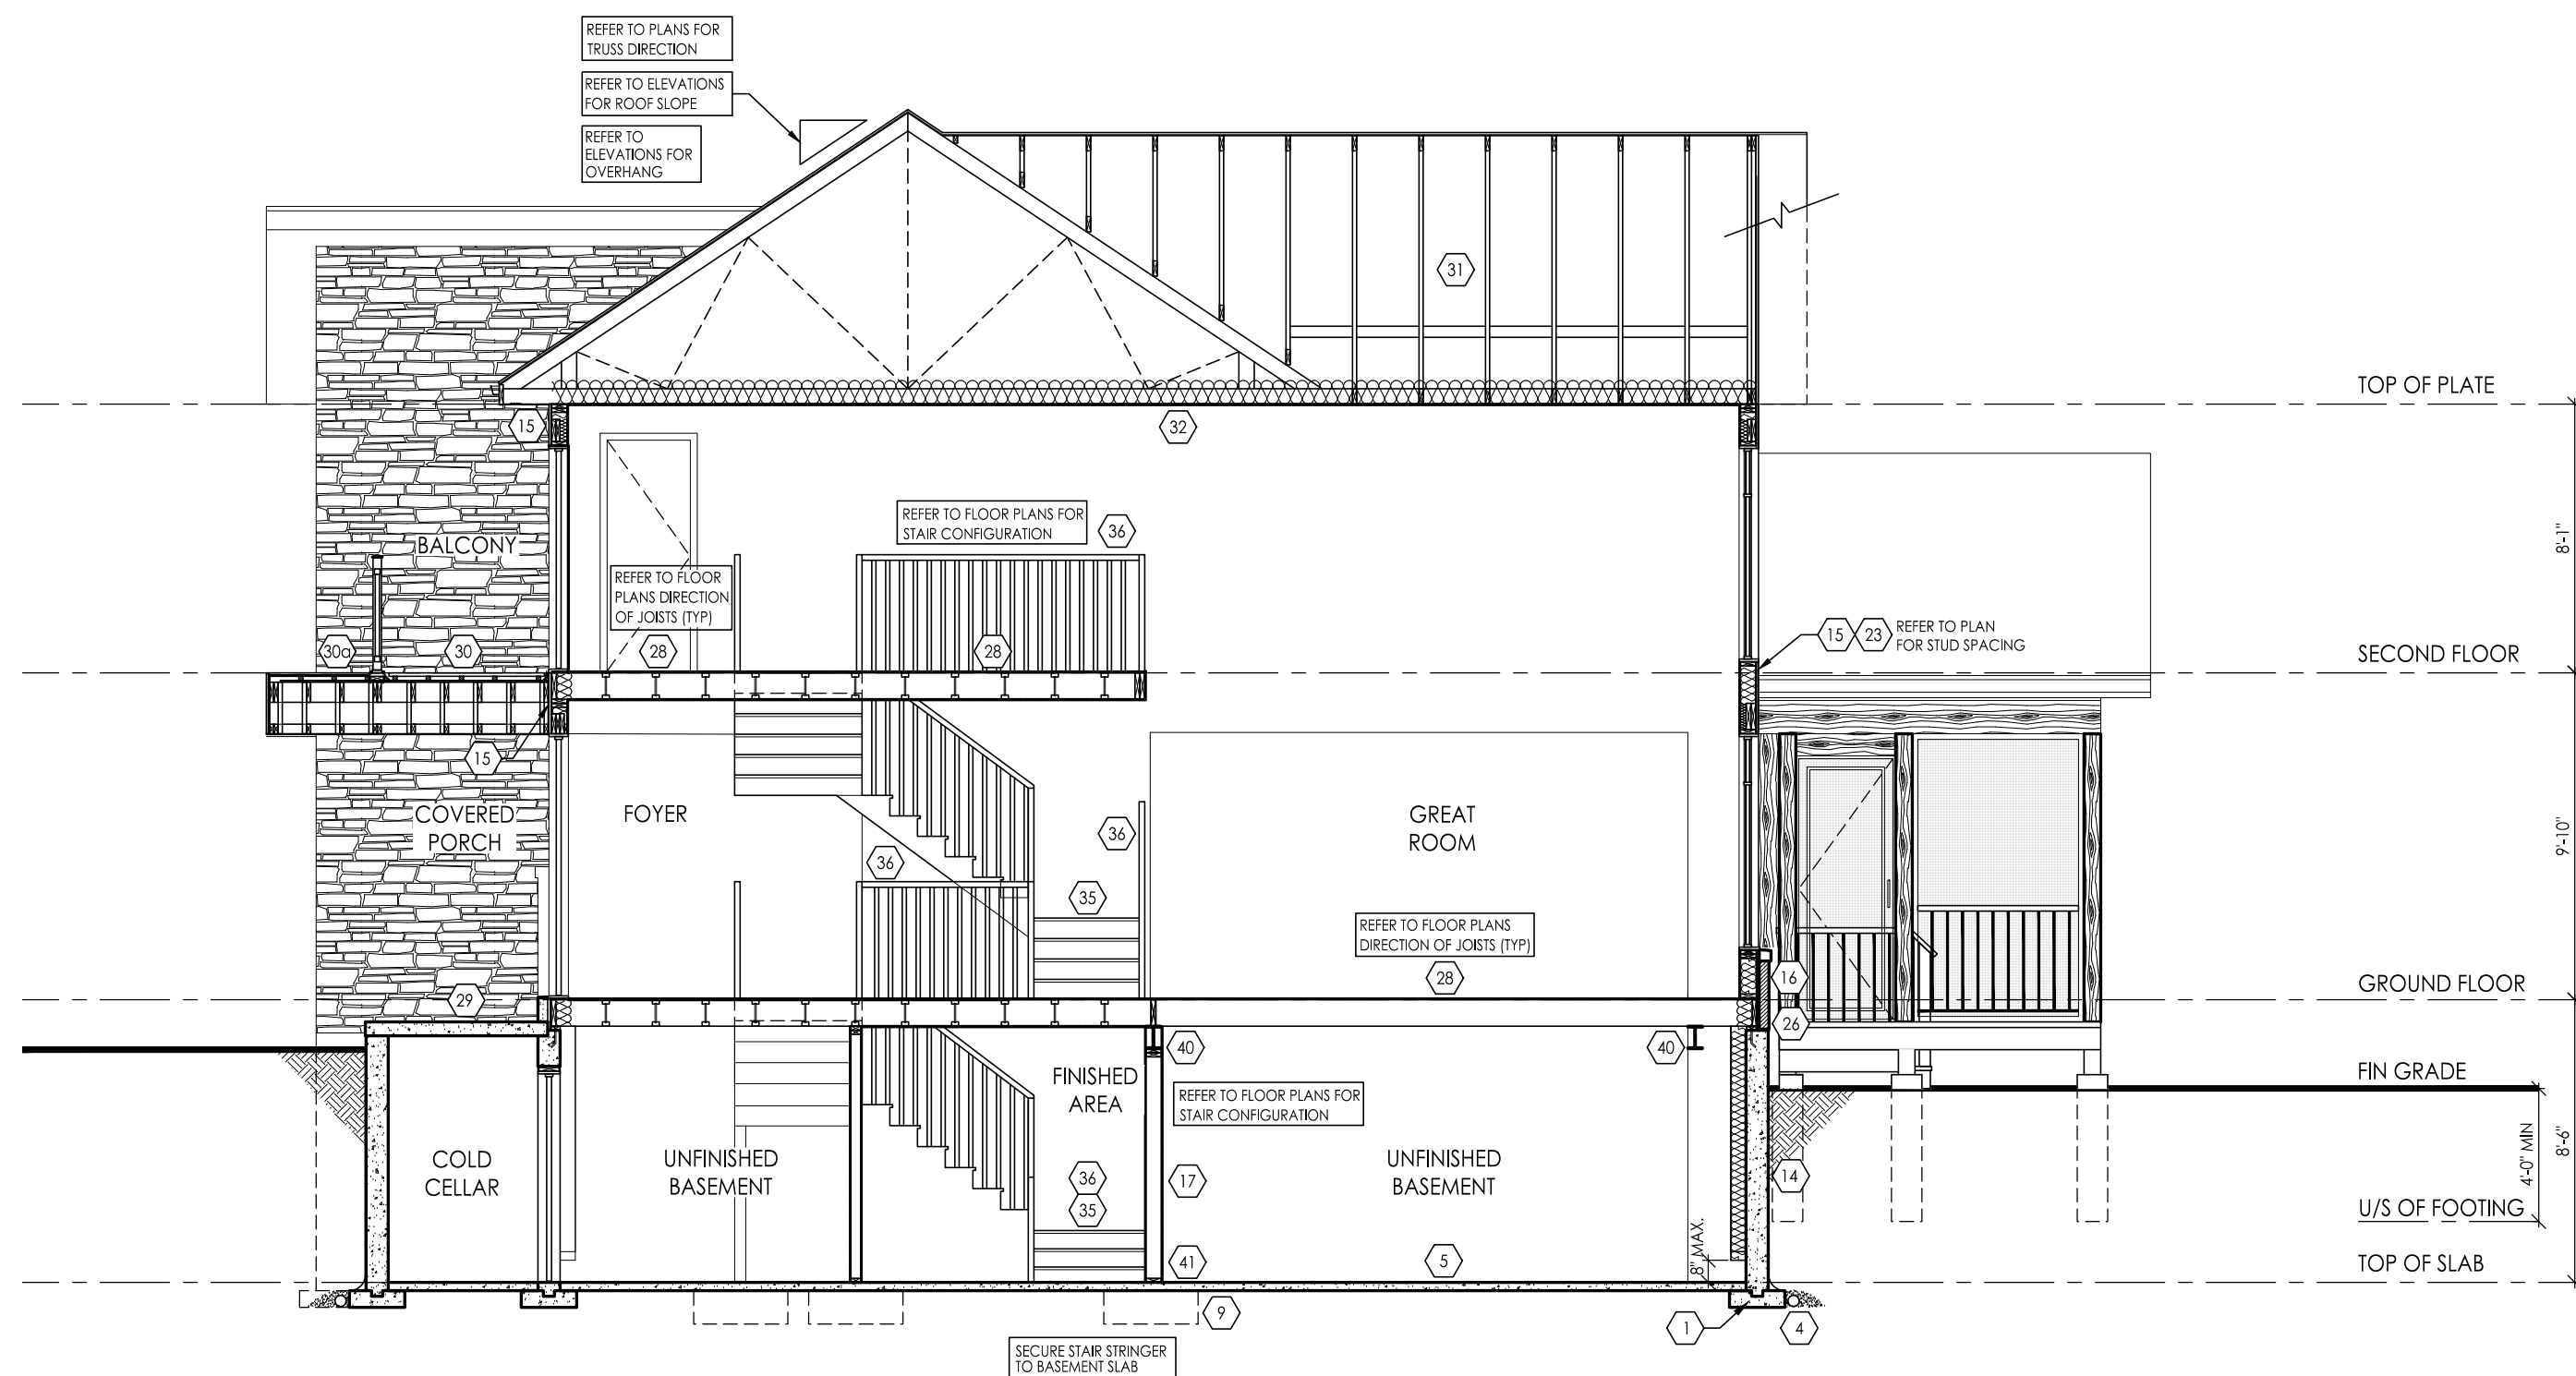 REFER TO PLANS FOR
TRUSS DIRECTION
REFER TO ELEVATIONS
FOR ROOF SLOPE
REFER TO
ELEVATIONS FOR
OVERHANG
31
TOP OF PLATE
15
32
8'-1"
REFER TO FLOOR PLANS FOR
STAIR CONFIGURATION
36
BALCONY
REFER TO FLOOR
PLANS DIRECTION
OF JOISTS (TYP)
30a
30
28
28
15
23
REFER TO PLAN
FOR STUD SPACING
SECOND FLOOR
15
COVERED
PORCH
FOYER
36
36
GREAT
ROOM
9'-10"
35
REFER TO FLOOR PLANS
DIRECTION OF JOISTS (TYP)
28
16
29
GROUND FLOOR
26
40
40
FINISHED
AREA
FIN GRADE
REFER TO FLOOR PLANS FOR
STAIR CONFIGURATION
COLD
CELLAR
UNFINISHED
BASEMENT
36
35
17
UNFINISHED
BASEMENT
14
4'-0" MIN
8'-6"
U/S OF FOOTING
41
5
8" MAX.
TOP OF SLAB
9
1
4
SECURE STAIR STRINGER
TO BASEMENT SLAB